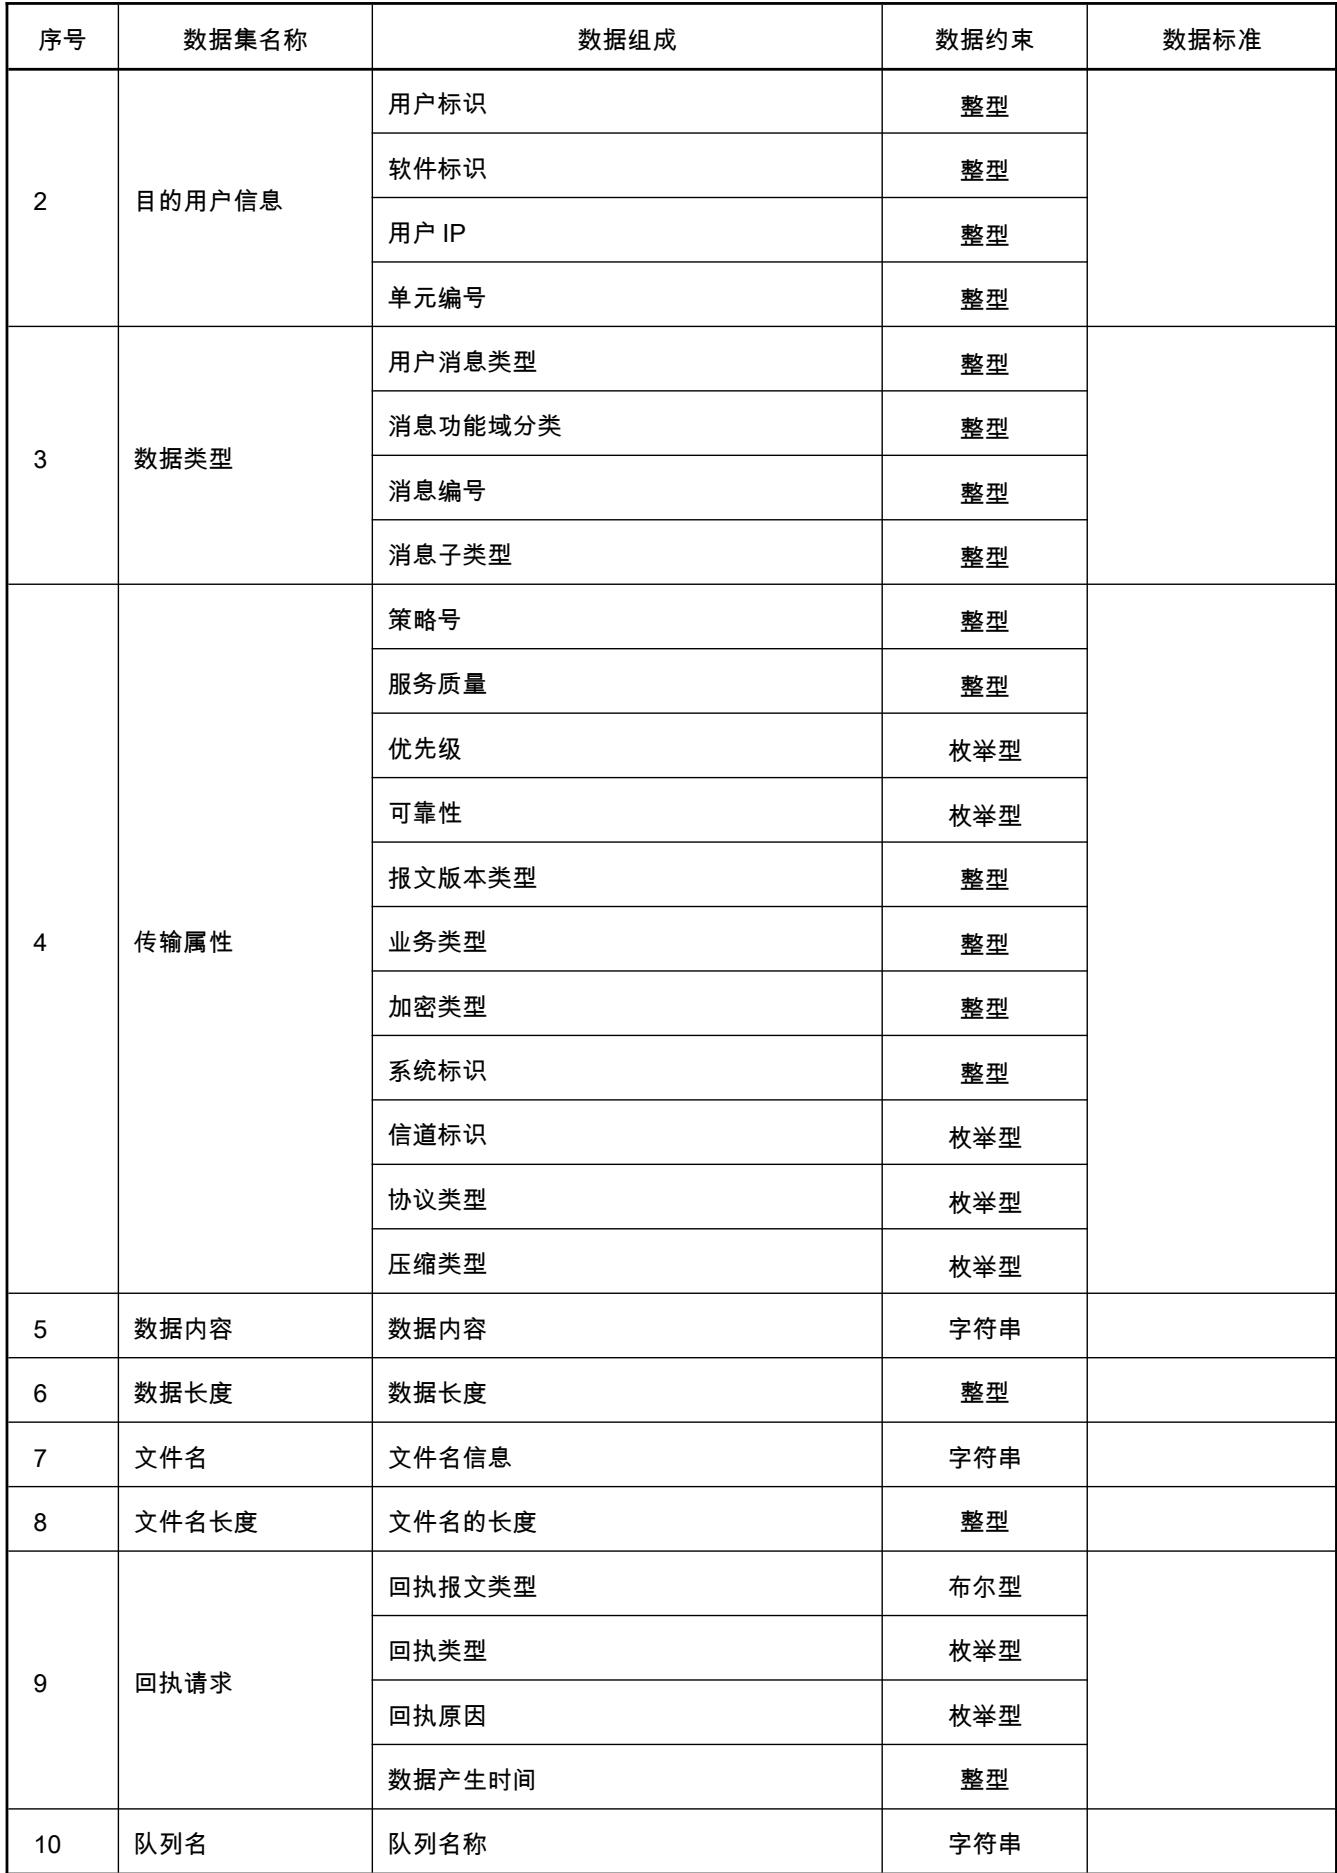 序号 数据集名称 数据组成 数据约束 数据标准
用户标识 整型
软件标识 整型
2 目的用户信息
用户 IP 整型
单元编号 整型
用户消息类型 整型
消息功能域分类 整型
3 数据类型
消息编号 整型
消息子类型 整型
策略号 整型
服务质量 整型
优先级 枚举型
可靠性 枚举型
报文版本类型 整型
4 传输属性 业务类型 整型
加密类型 整型
系统标识 整型
信道标识 枚举型
协议类型 枚举型
压缩类型 枚举型
5 数据内容 数据内容 字符串
6 数据长度 数据长度 整型
7 文件名 文件名信息 字符串
8 文件名长度 文件名的长度 整型
回执报文类型 布尔型
回执类型 枚举型
9 回执请求
回执原因 枚举型
数据产生时间 整型
10 队列名 队列名称 字符串